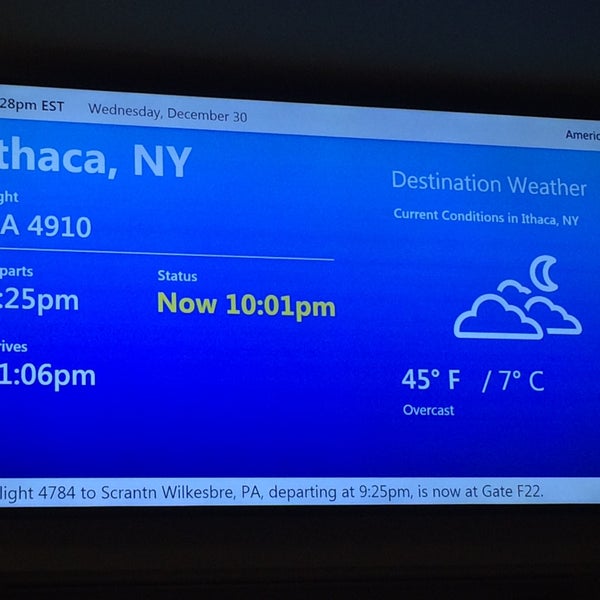 28pm EST Wednesday, December 30
Americ
thaca, NY
ght
A 4910
parts
:25pm
Status
Now 10:01pm
rives
1:06pm
Destination Weather
Current Conditions in Ithaca, NY
45° F / 7° C
Overcast
light 4784 to Scrantn Wilkesbre, PA, departing at 9:25pm, is now at Gate F22.